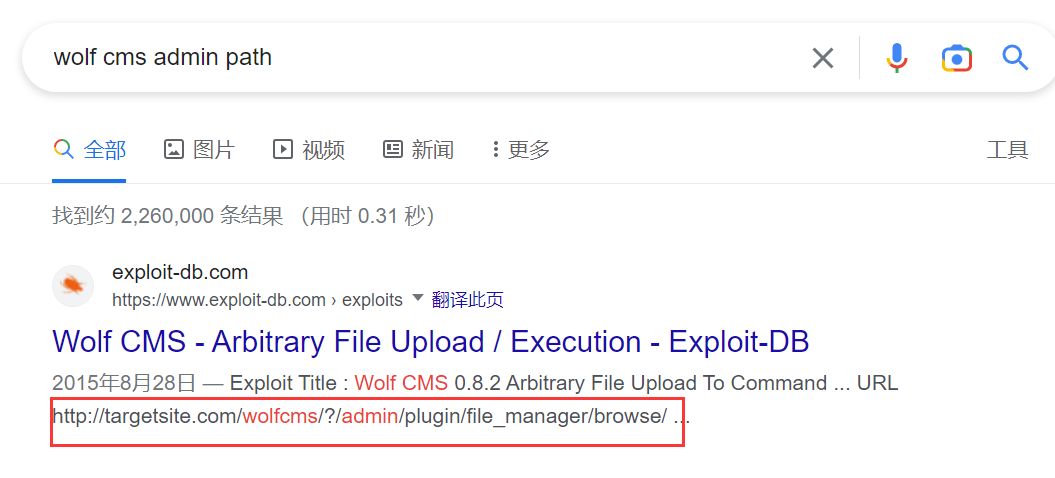 wolf cms admin path
全部 图片 视频 新闻 更多 工具
找到约 2,260,000 条结果 （用时 0.31 秒）
exploit-db.com
https://www.exploit-db.com › exploits 翻译此页
Wolf CMS - Arbitrary File Upload / Execution - Exploit-DB
2015年8月28日 — Exploit Title : Wolf CMS 0.8.2 Arbitrary File Upload To Command ... URL
http://targetsite.com/wolfcms/?/admin/plugin/file_manager/browse/ ...